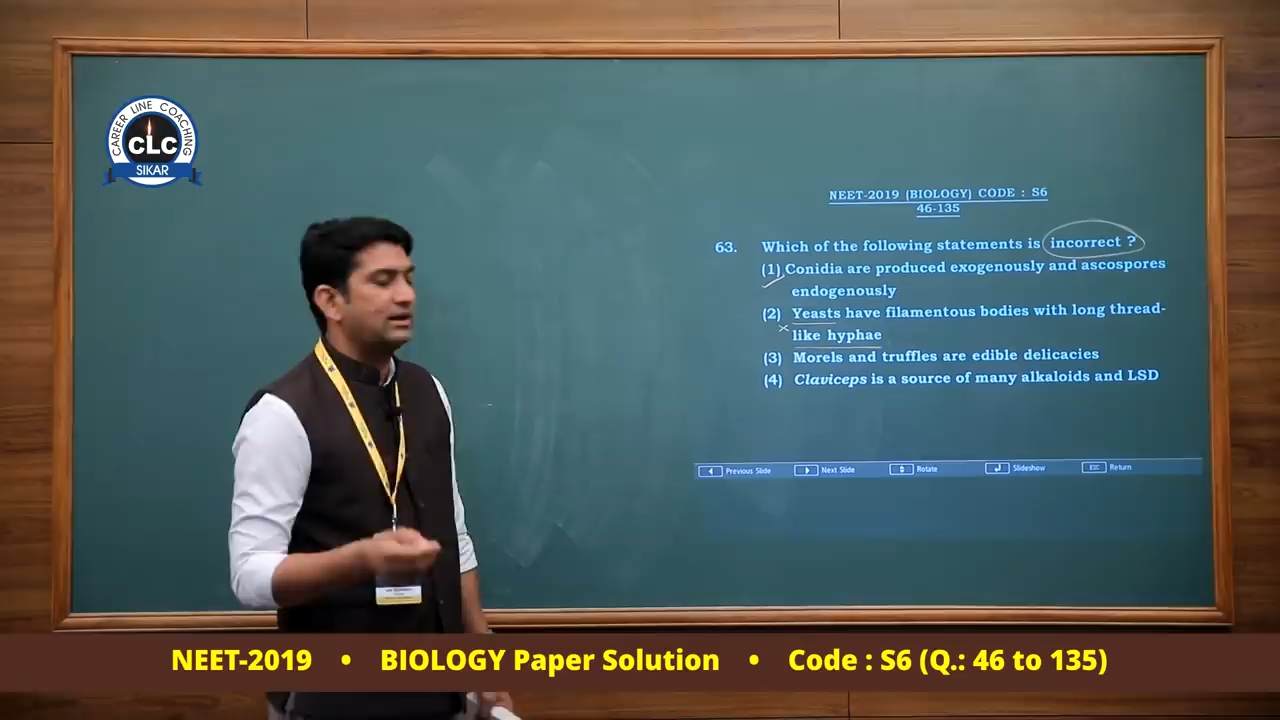 CAREER LINE COACHING
CLC
SIKAR
NEET-2019 (BIOLOGY) CODE : S6
46-135
63. Which of the following statements is incorrect ?
(1) Conidia are produced exogenously and ascospores
endogenously
(2) Yeasts have filamentous bodies with long thread-
like hyphae
(3) Morels and truffles are edible delicacies
(4) Claviceps is a source of many alkaloids and LSD
Previous Slide Next Slide Rotate Slideshow ESC Return
NEET-2019 • BIOLOGY Paper Solution • Code : S6 (Q.: 46 to 135)